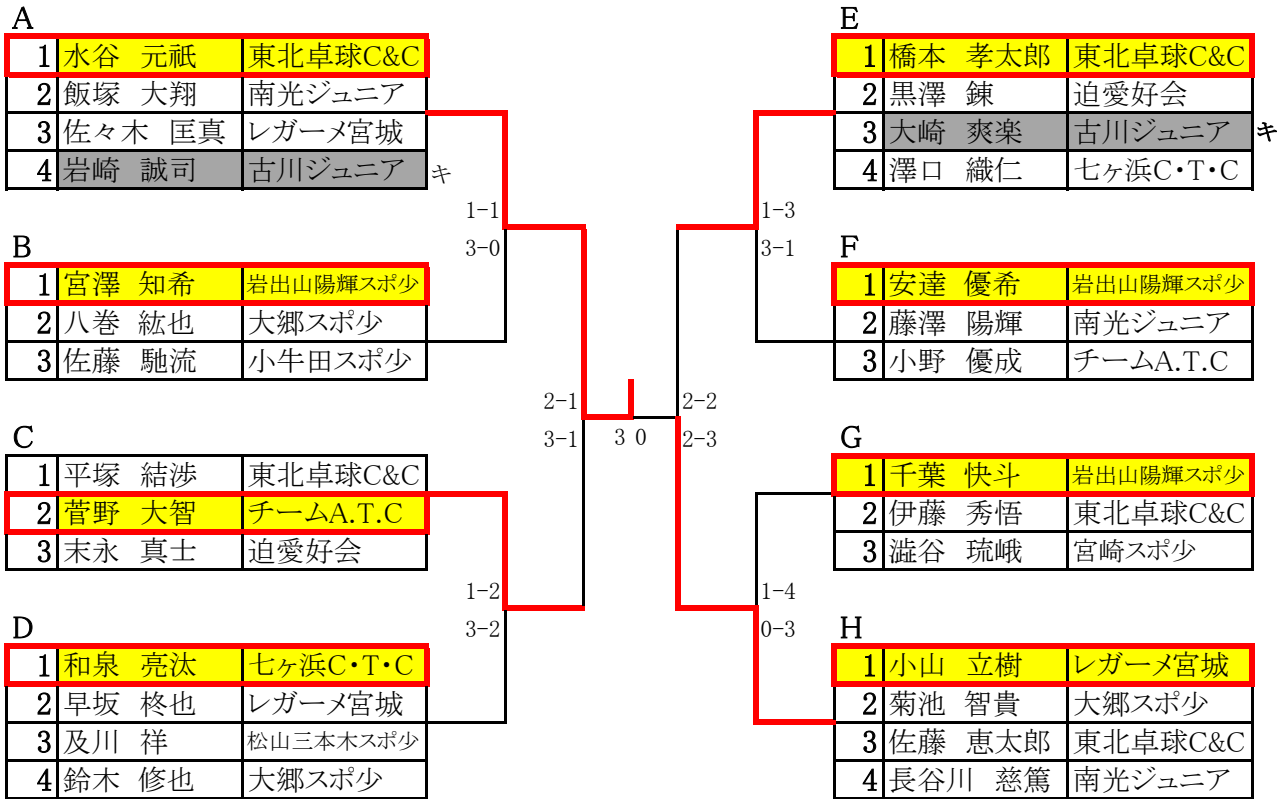 A
1 水谷 元祇 東北卓球C&C
2 飯塚 大翔 南光ジュニア
3 佐々木 匡真 レガーメ宮城
4 岩崎 誠司 古川ジュニア キ
1-1
3-0
B
1 宮澤 知希 岩出山陽輝スポ少
2 八巻 紘也 大郷スポ少
3 佐藤 馳流 小牛田スポ少
2-1
3-1
C
1 平塚 結渉 東北卓球C&C
2 菅野 大智 チームA.T.C
3 末永 真士 迫愛好会
1-2
3-2
D
1 和泉 亮汰 七ヶ浜C・T・C
2 早坂 柊也 レガーメ宮城
3 及川 祥 松山三本木スポ少
4 鈴木 修也 大郷スポ少
3 0
E
1 橋本 孝太郎 東北卓球C&C
2 黒澤 錬 迫愛好会
3 大崎 爽楽 古川ジュニア キ
4 澤口 織仁 七ヶ浜C・T・C
1-3
3-1
F
1 安達 優希 岩出山陽輝スポ少
2 藤澤 陽輝 南光ジュニア
3 小野 優成 チームA.T.C
2-2
2-3
G
1 千葉 快斗 岩出山陽輝スポ少
2 伊藤 秀悟 東北卓球C&C
3 澁谷 琉峨 宮崎スポ少
1-4
0-3
H
1 小山 立樹 レガーメ宮城
2 菊池 智貴 大郷スポ少
3 佐藤 恵太郎 東北卓球C&C
4 長谷川 慈篤 南光ジュニア